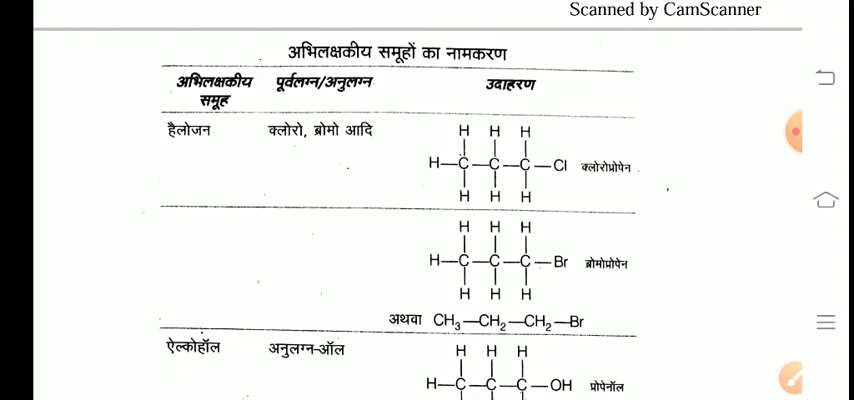 Scanned by CamScanner
अभिलक्षकीय समूहों का नामकरण
अभिलक्षकीय समूह पूर्वलग्न/अनुलग्न उदाहरण
हैलोजन क्लोरो, ब्रोमो आदि
H H H
H—C—C—C—Cl क्लोरोप्रोपेन
H H H
H H H
H—C—C—C—Br ब्रोमोप्रोपेन
H H H
अथवा CH₃—CH₂—CH₂—Br
ऐल्कोहॉल अनुलग्न-ऑल
H H H
H—C—C—C—OH प्रोपेनॉल